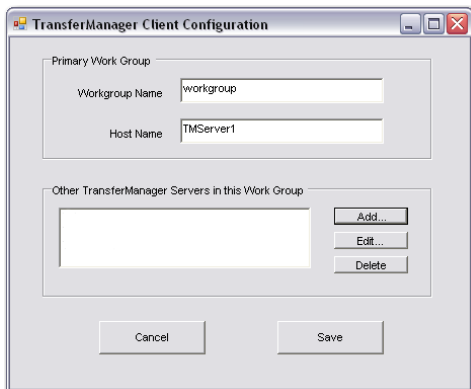 TransferManager Client Configuration
Primary Work Group
Workgroup Name
workgroup
Host Name
TMServer1
Other TransferManager Servers in this Work Group
Add...
Edit...
Delete
Cancel
Save